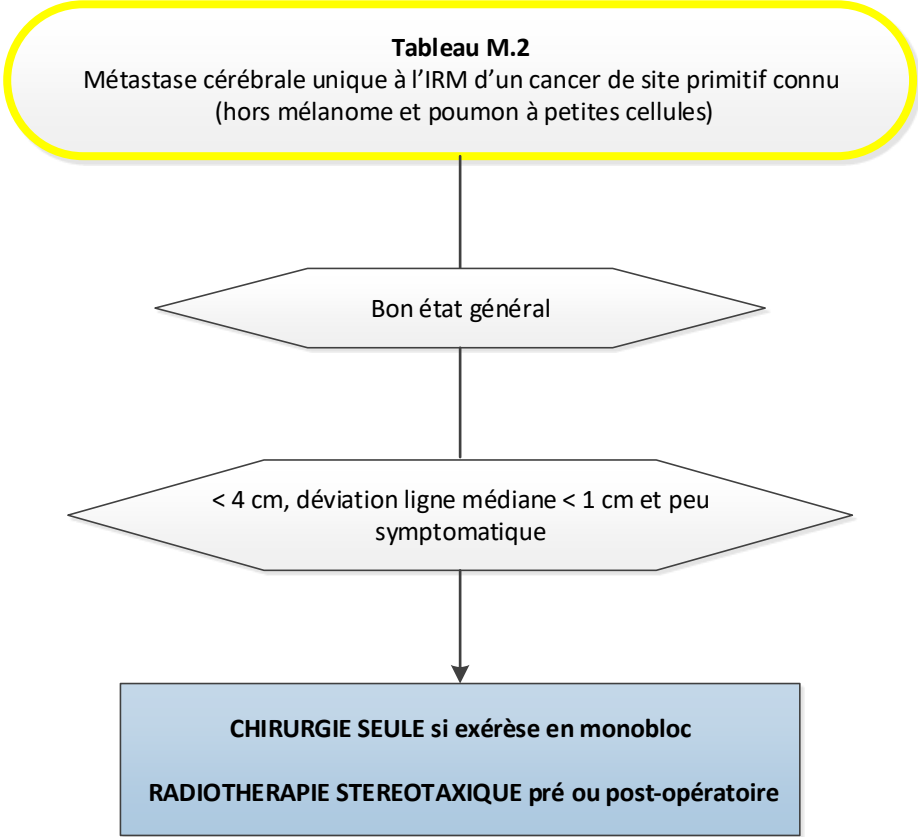 Tableau M.2
Métastase cérébrale unique à l’IRM d’un cancer de site primitif connu
(hors mélanome et poumon à petites cellules)
Bon état général
< 4 cm, déviation ligne médiane < 1 cm et peu
symptomatique
CHIRURGIE SEULE si exérèse en monobloc
RADIOTHERAPIE STEREOTAXIQUE pré ou post-opératoire